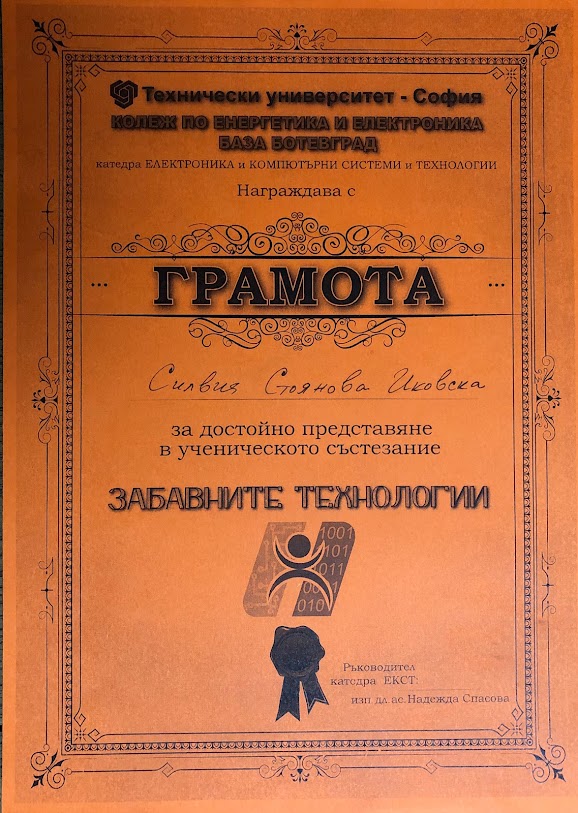 Технически университет - София
КОЛЕЖ ПО ЕНЕРГЕТИКА И ЕЛЕКТРОНИКА
БАЗА БОТЕВГРАД
катедра ЕЛЕКТРОНИКА и КОМПЮТЪРНИ СИСТЕМИ и ТЕХНОЛОГИИ
Награждава с
ГРАМОТА
Силвия Стоянова Иковска
за достойно представяне
в ученическото състезание
ЗАБАВНИТЕ ТЕХНОЛОГИИ
1001
101
011
010
Ръководител
катедра ЕКСТ:
изп дл. ас. Надежда Спасова